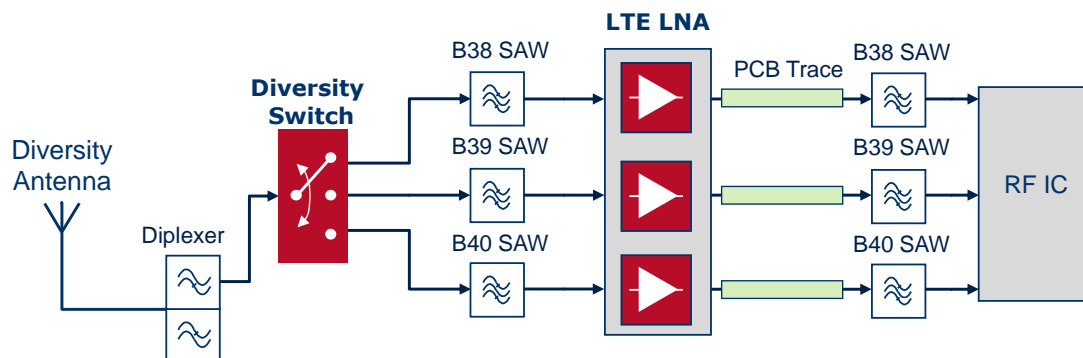 LTE LNA
B38 SAW
PCB Trace
B38 SAW
Diversity
Switch
Diversity
Antenna
B39 SAW
B39 SAW
RF IC
Diplexer
B40 SAW
B40 SAW